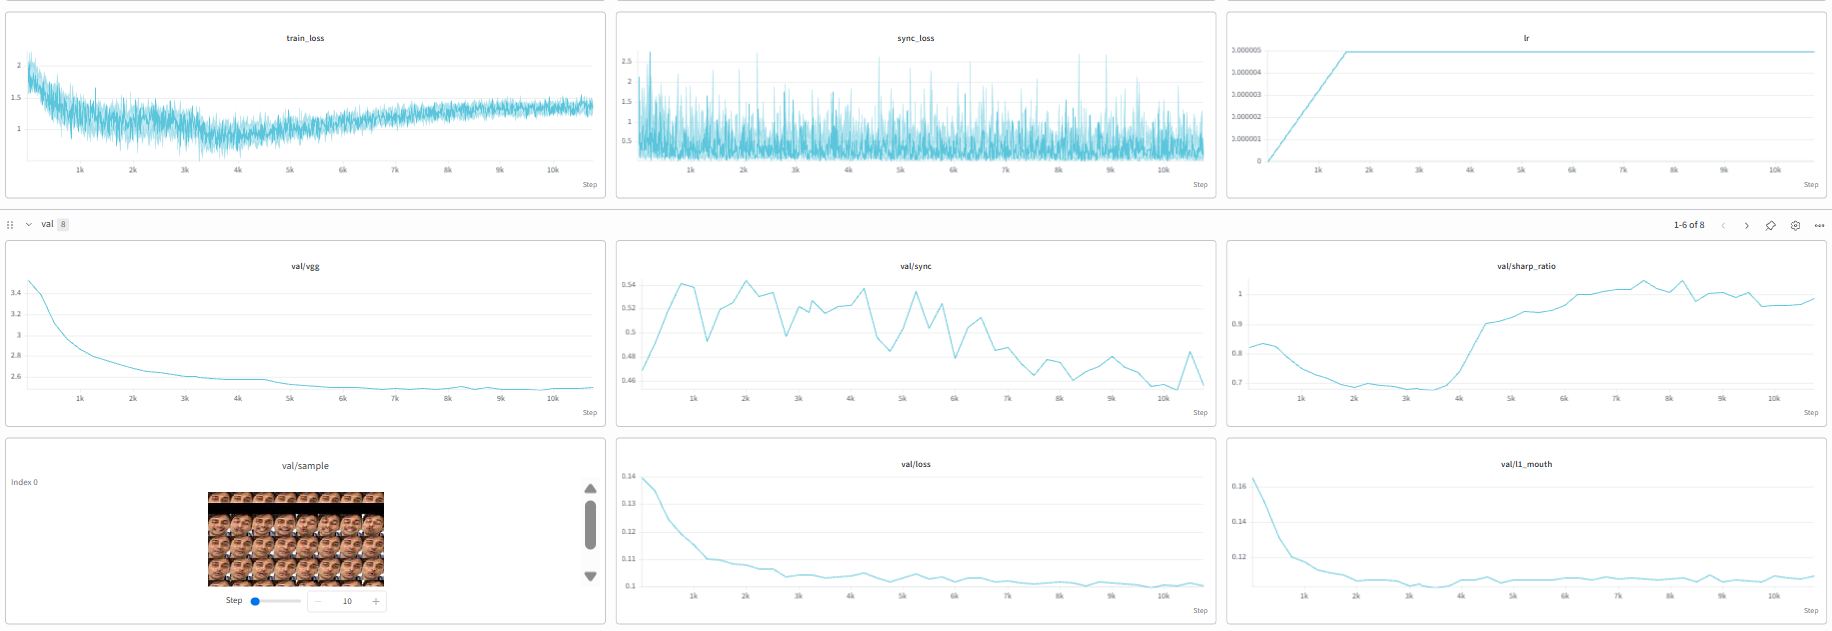 train_loss
2
1.5
1
1k 2k 3k 4k 5k 6k 7k 8k 9k 10k
Step
sync_loss
2.5
2
1.5
1
0.5
1k 2k 3k 4k 5k 6k 7k 8k 9k 10k
Step
lr
0.000005
0.000004
0.000003
0.000002
0.000001
0
1k 2k 3k 4k 5k 6k 7k 8k 9k 10k
Step
val 8
1-6 of 8
val/vgg
3.4
3.2
3
2.8
2.6
1k 2k 3k 4k 5k 6k 7k 8k 9k 10k
Step
val/sync
0.54
0.52
0.5
0.48
0.46
1k 2k 3k 4k 5k 6k 7k 8k 9k 10k
Step
val/sharp_ratio
1
0.9
0.8
0.7
1k 2k 3k 4k 5k 6k 7k 8k 9k 10k
Step
val/sample
Index 0
Step 10
val/loss
0.14
0.13
0.12
0.11
0.1
1k 2k 3k 4k 5k 6k 7k 8k 9k 10k
Step
val/l1_mouth
0.16
0.14
0.12
1k 2k 3k 4k 5k 6k 7k 8k 9k 10k
Step